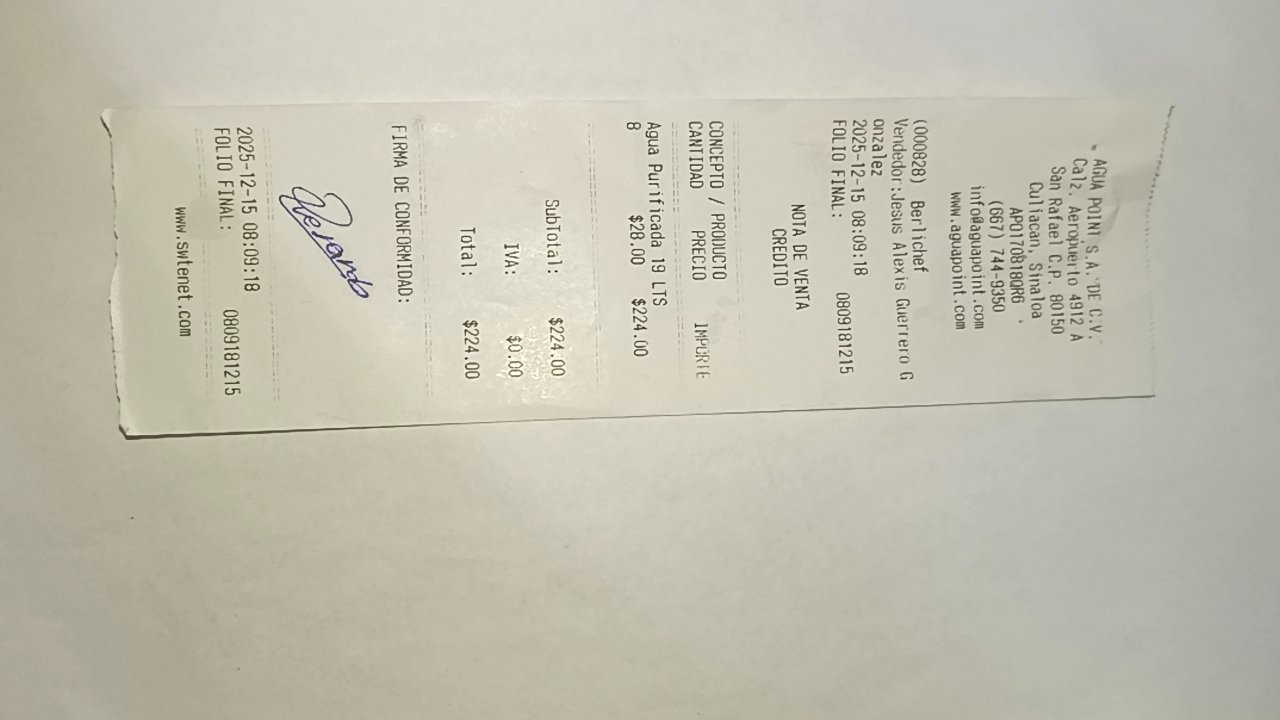 AGUA POINT S.A. DE C.V.
Calz. Aeropuerto 4912 A
San Rafael C.P. 80150
Culiacan, Sinaloa
APO170818QR6
(667) 744-9350
info@aguapoint.com
www.aguapoint.com
(000828) Berlichef
Vendedor:Jesus Alexis Guerrero G
onzalez
2025-12-15 08:09:18
FOLIO FINAL: 0809181215
NOTA DE VENTA
CREDITO
CONCEPTO / PRODUCTO
CANTIDAD PRECIO IMPORTE
Agua Purificada 19 LTS
8 $28.00 $224.00
SubTotal: $224.00
IVA: $0.00
Total: $224.00
FIRMA DE CONFORMIDAD:
2025-12-15 08:09:18
FOLIO FINAL: 0809181215
www.swtenet.com